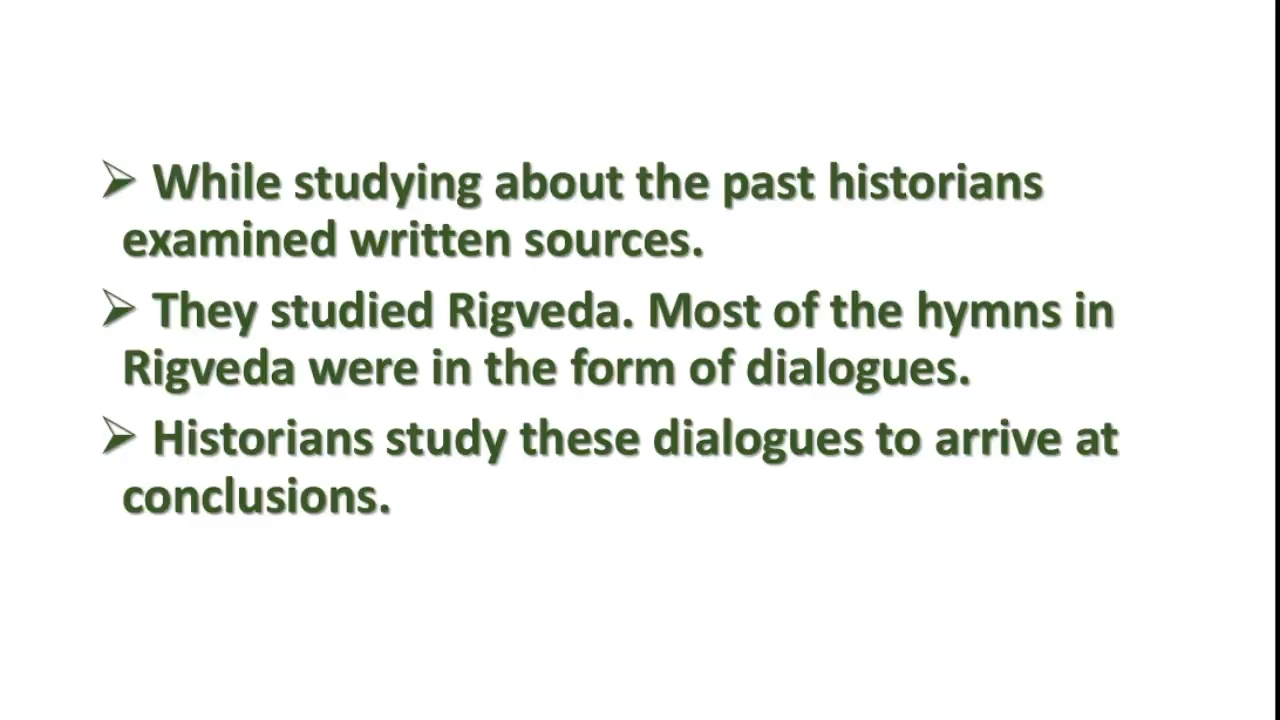 ➢ While studying about the past historians
examined written sources.
➢ They studied Rigveda. Most of the hymns in
Rigveda were in the form of dialogues.
➢ Historians study these dialogues to arrive at
conclusions.